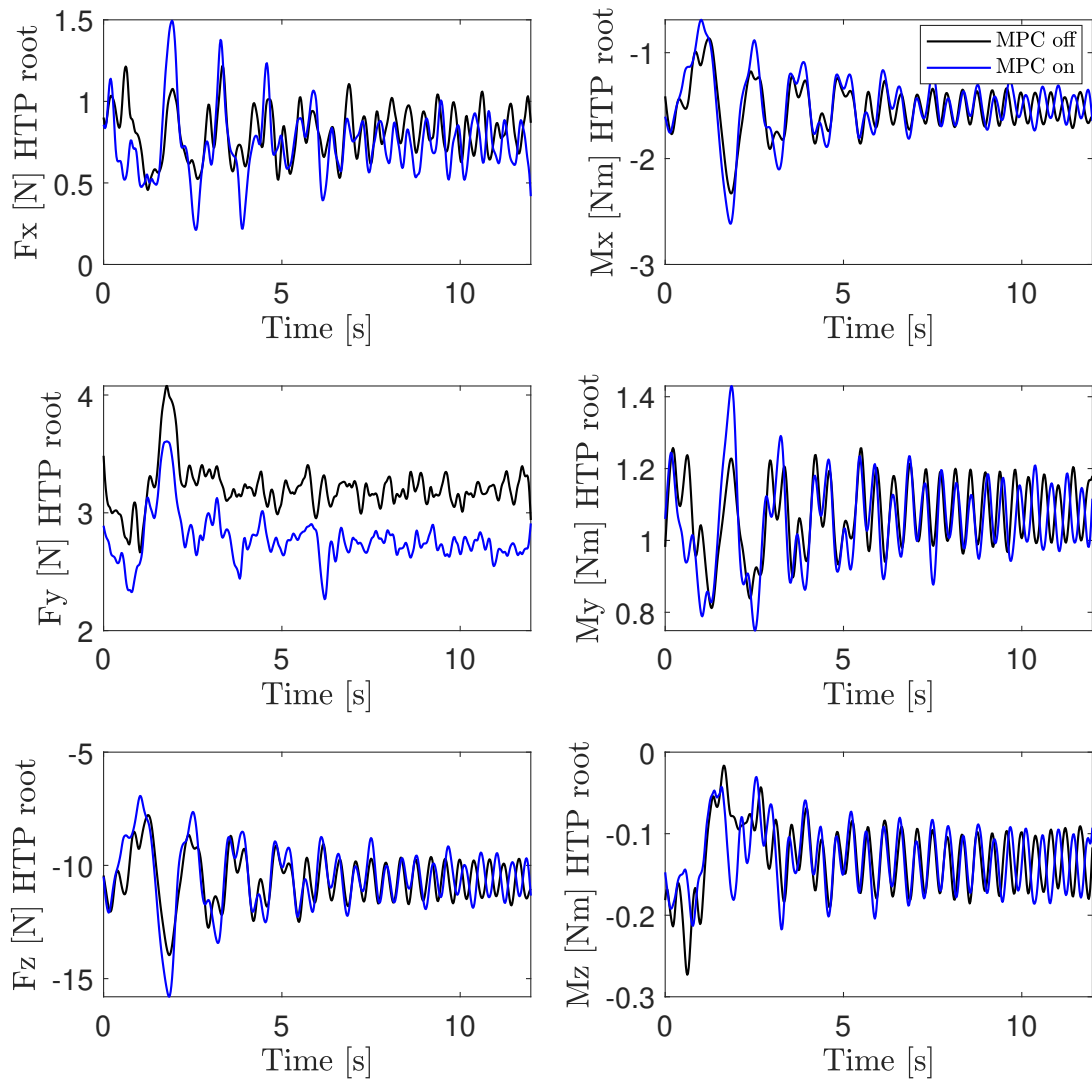 Fx [N] HTP root
1.5
1
0.5
0
0 5 10
Time [s]
Mx [Nm] HTP root
-1
-2
-3
0 5 10
Time [s]
MPC off
MPC on
Fy [N] HTP root
4
3
2
0 5 10
Time [s]
My [Nm] HTP root
1.4
1.2
1
0.8
0 5 10
Time [s]
Fz [N] HTP root
-5
-10
-15
0 5 10
Time [s]
Mz [Nm] HTP root
0
-0.1
-0.2
-0.3
0 5 10
Time [s]